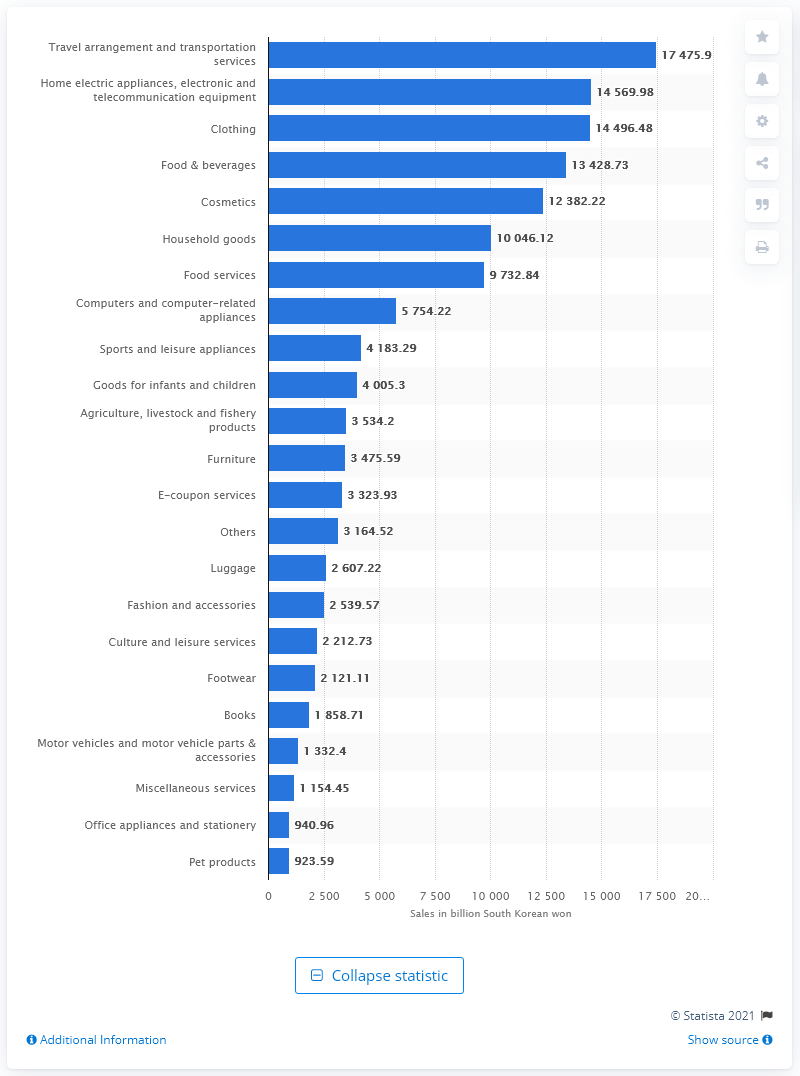 Travel arrangement and transportation
services
17 475.9
Home electric appliances, electronic and
telecommunication equipment
14 569.98
Clothing
14 496.48
Food & beverages
13 428.73
Cosmetics
12 382.22
Household goods
10 046.12
Food services
9 732.84
Computers and computer-related
appliances
5 754.22
Sports and leisure appliances
4 183.29
Goods for infants and children
4 005.3
Agriculture, livestock and fishery
products
3 534.2
Furniture
3 475.59
E-coupon services
3 323.93
Others
3 164.52
Luggage
2 607.22
Fashion and accessories
2 539.57
Culture and leisure services
2 212.73
Footwear
2 121.11
Books
1 858.71
Motor vehicles and motor vehicle parts &
accessories
1 332.4
Miscellaneous services
1 154.45
Office appliances and stationery
940.96
Pet products
923.59
0 2 500 5 000 7 500 10 000 12 500 15 000 17 500 20...
Sales in billion South Korean won
Collapse statistic
© Statista 2021
Additional Information
Show source